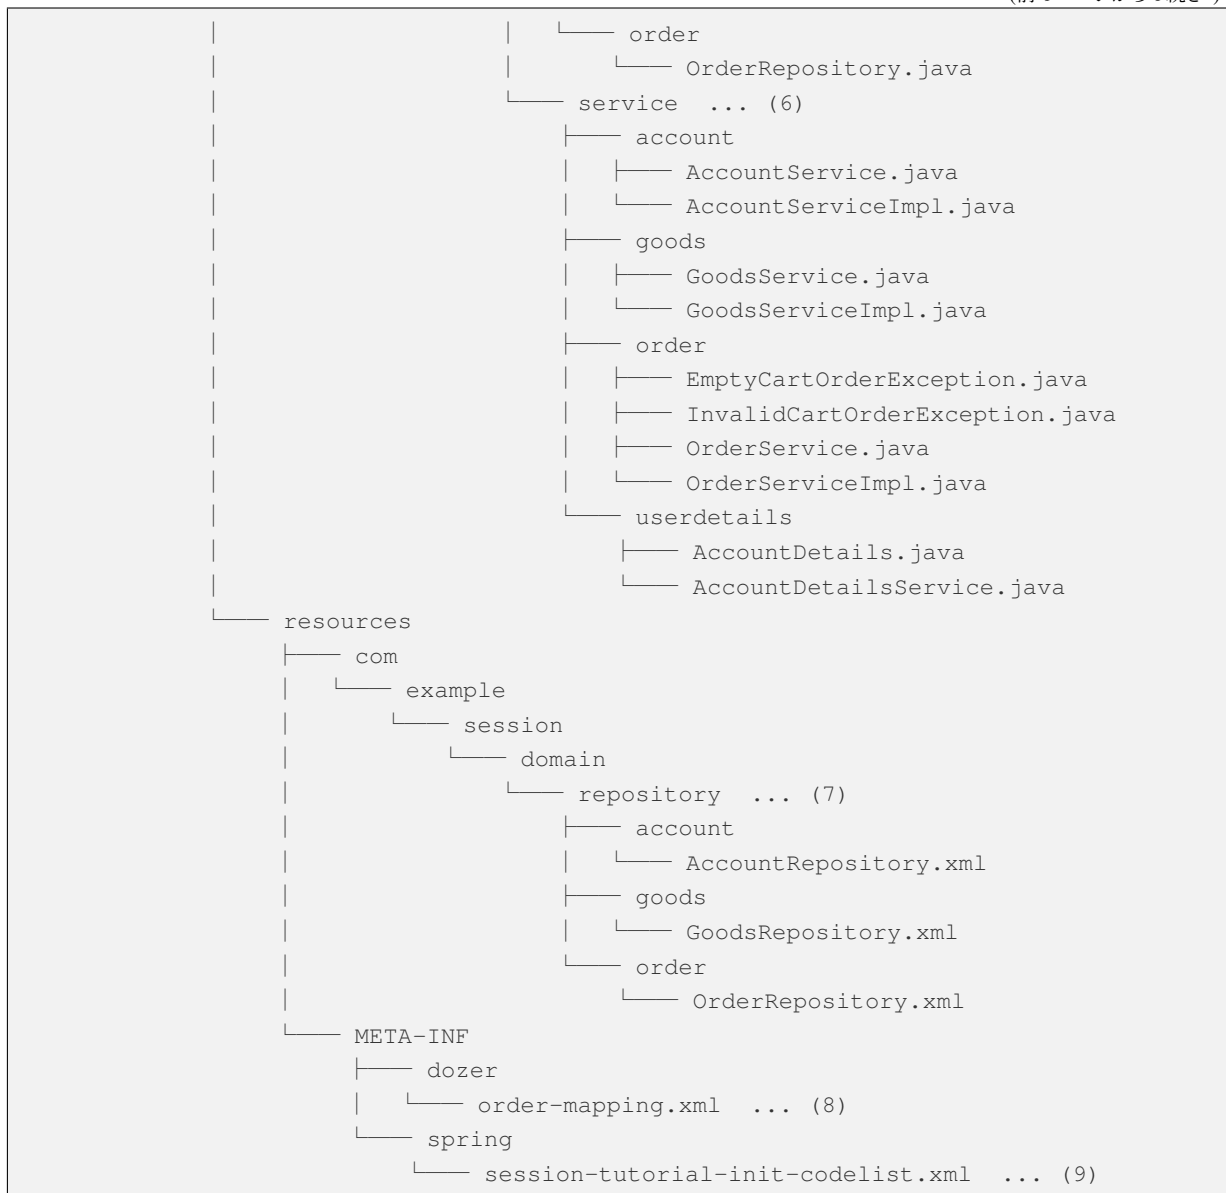 │                   │   └── order
│                   │       └── OrderRepository.java
│                   └── service  ... (6)
│                       ├── account
│                       │   ├── AccountService.java
│                       │   └── AccountServiceImpl.java
│                       ├── goods
│                       │   ├── GoodsService.java
│                       │   └── GoodsServiceImpl.java
│                       ├── order
│                       │   ├── EmptyCartOrderException.java
│                       │   ├── InvalidCartOrderException.java
│                       │   ├── OrderService.java
│                       │   └── OrderServiceImpl.java
│                       └── userdetails
│                           ├── AccountDetails.java
│                           └── AccountDetailsService.java
└── resources
    ├── com
    │   └── example
    │       └── session
    │           └── domain
    │               └── repository  ... (7)
    │                   ├── account
    │                   │   └── AccountRepository.xml
    │                   ├── goods
    │                   │   └── GoodsRepository.xml
    │                   └── order
    │                       └── OrderRepository.xml
    └── META-INF
        ├── dozer
        │   └── order-mapping.xml  ... (8)
        └── spring
            └── session-tutorial-init-codelist.xml  ... (9)